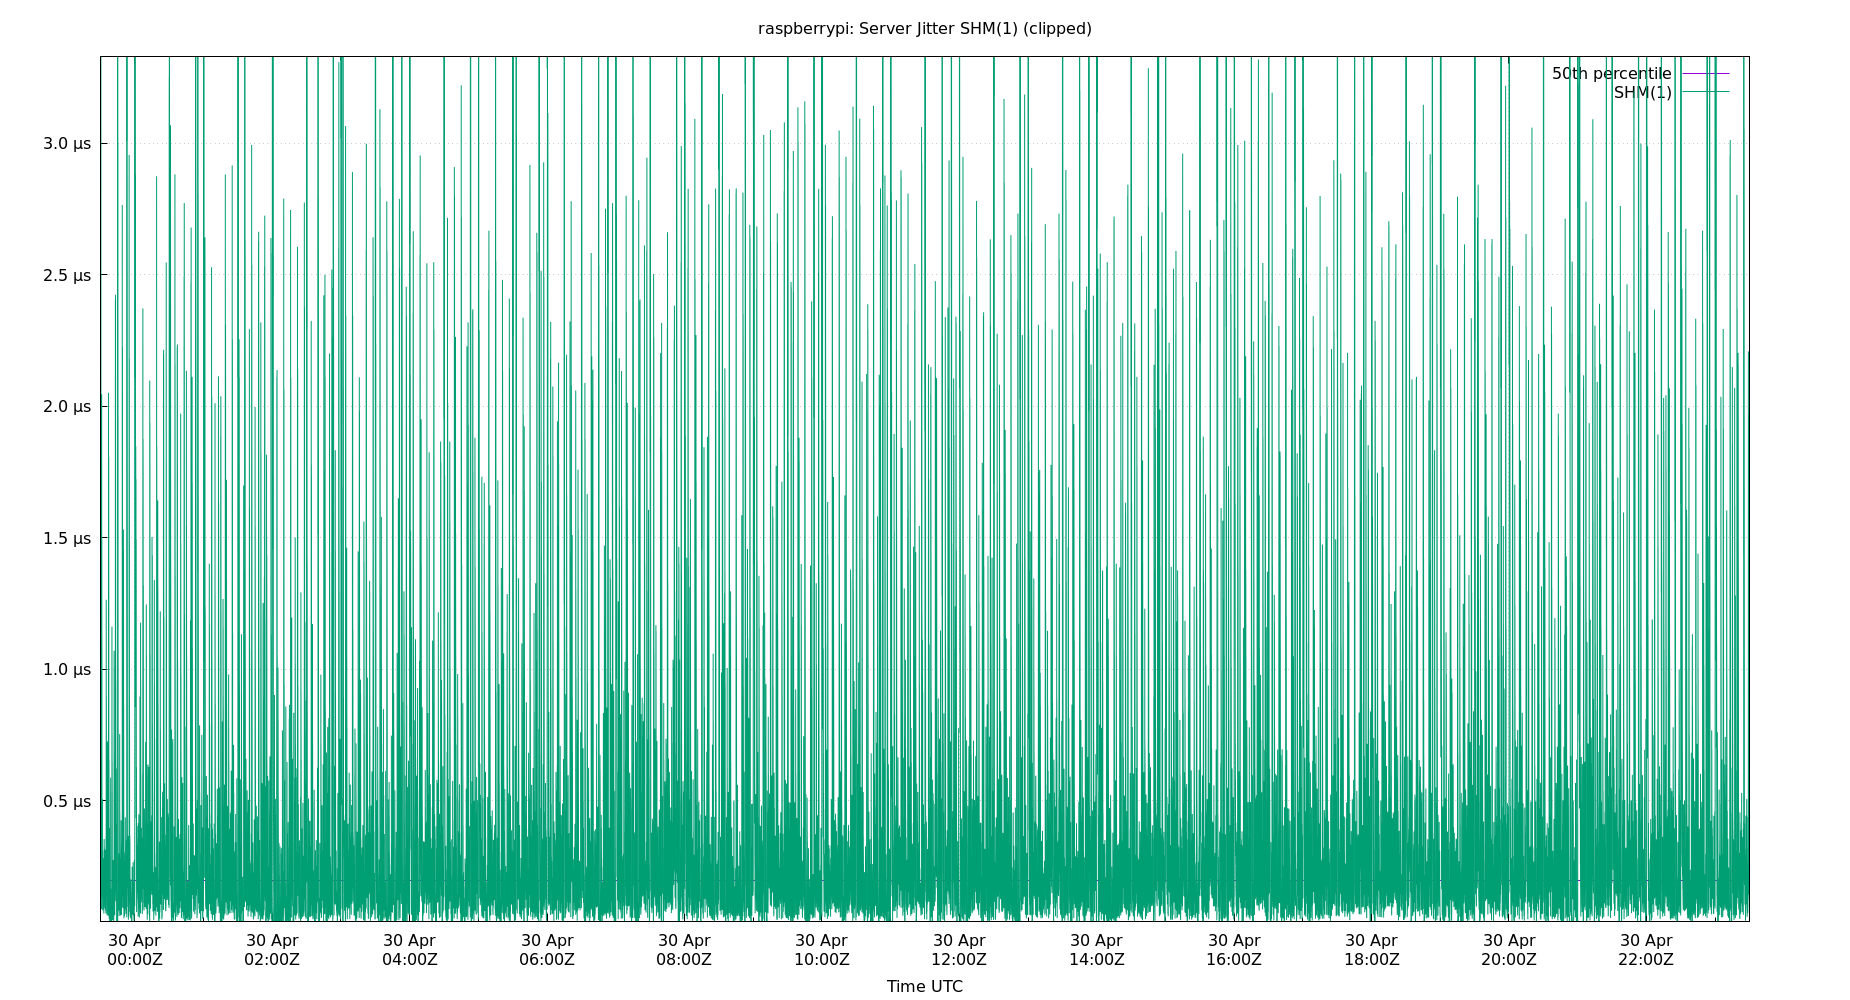 raspberrypi: Server Jitter SHM(1) (clipped)
50th percentile
SHM(1)
3.0 µs
2.5 µs
2.0 µs
1.5 µs
1.0 µs
0.5 µs
30 Apr 30 Apr 30 Apr 30 Apr 30 Apr 30 Apr 30 Apr 30 Apr 30 Apr 30 Apr 30 Apr 30 Apr
00:00Z 02:00Z 04:00Z 06:00Z 08:00Z 10:00Z 12:00Z 14:00Z 16:00Z 18:00Z 20:00Z 22:00Z
Time UTC